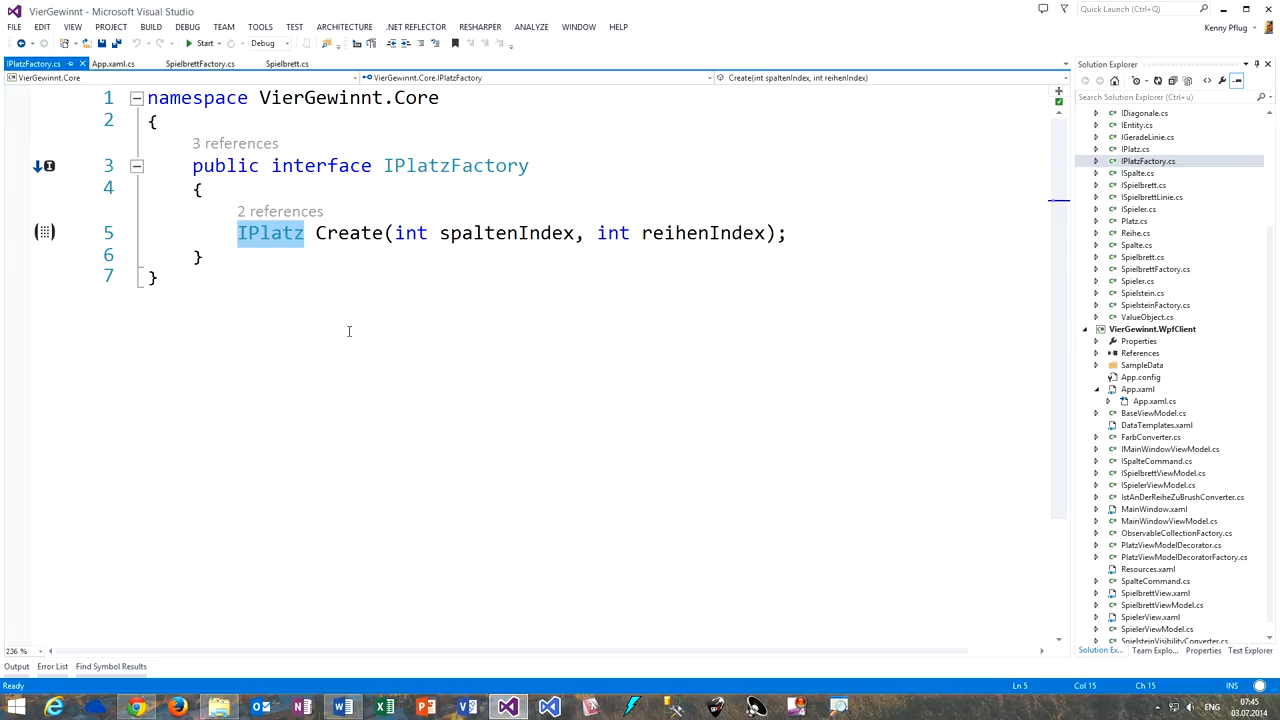 VierGewinnt - Microsoft Visual Studio
Quick Launch (Ctrl+Q)
FILE EDIT VIEW PROJECT BUILD DEBUG TEAM TOOLS TEST ARCHITECTURE .NET REFLECTOR RESHARPER ANALYZE WINDOW HELP
Kenny Pflug
Start Debug
IPlatzFactory.cs App.xaml.cs SpielbrettFactory.cs Spielbrett.cs
VierGewinnt.Core VierGewinnt.Core.IPlatzFactory Create(int spaltenIndex, int reihenIndex)
1 namespace VierGewinnt.Core
2 {
3 references
3 public interface IPlatzFactory
4 {
2 references
5 IPlatz Create(int spaltenIndex, int reihenIndex);
6 }
7 }
236 %
Output Error List Find Symbol Results
Solution Explorer
Search Solution Explorer (Ctrl+ü)
IDiagonale.cs
IEntity.cs
IGeradeLinie.cs
IPlatz.cs
IPlatzFactory.cs
ISpalte.cs
ISpielbrett.cs
ISpielbrettLinie.cs
ISpieler.cs
Platz.cs
Reihe.cs
Spalte.cs
Spielbrett.cs
SpielbrettFactory.cs
Spieler.cs
Spielstein.cs
SpielsteinFactory.cs
ValueObject.cs
VierGewinnt.WpfClient
Properties
References
SampleData
App.config
App.xaml
App.xaml.cs
BaseViewModel.cs
DataTemplates.xaml
FarbConverter.cs
IMainWindowViewModel.cs
ISpalteCommand.cs
ISpielbrettViewModel.cs
ISpielerViewModel.cs
IstAnDerReiheZuBrushConverter.cs
MainWindow.xaml
MainWindowViewModel.cs
ObservableCollectionFactory.cs
PlatzViewModelDecorator.cs
PlatzViewModelDecoratorFactory.cs
Resources.xaml
SpalteCommand.cs
SpielbrettView.xaml
SpielbrettViewModel.cs
SpielerView.xaml
SpielerViewModel.cs
SpielsteinVisibilityConverter.cs
Solution Ex... Team Explo... Properties Test Explorer
Ready Ln 5 Col 15 Ch 15 INS
07:45
03.07.2014